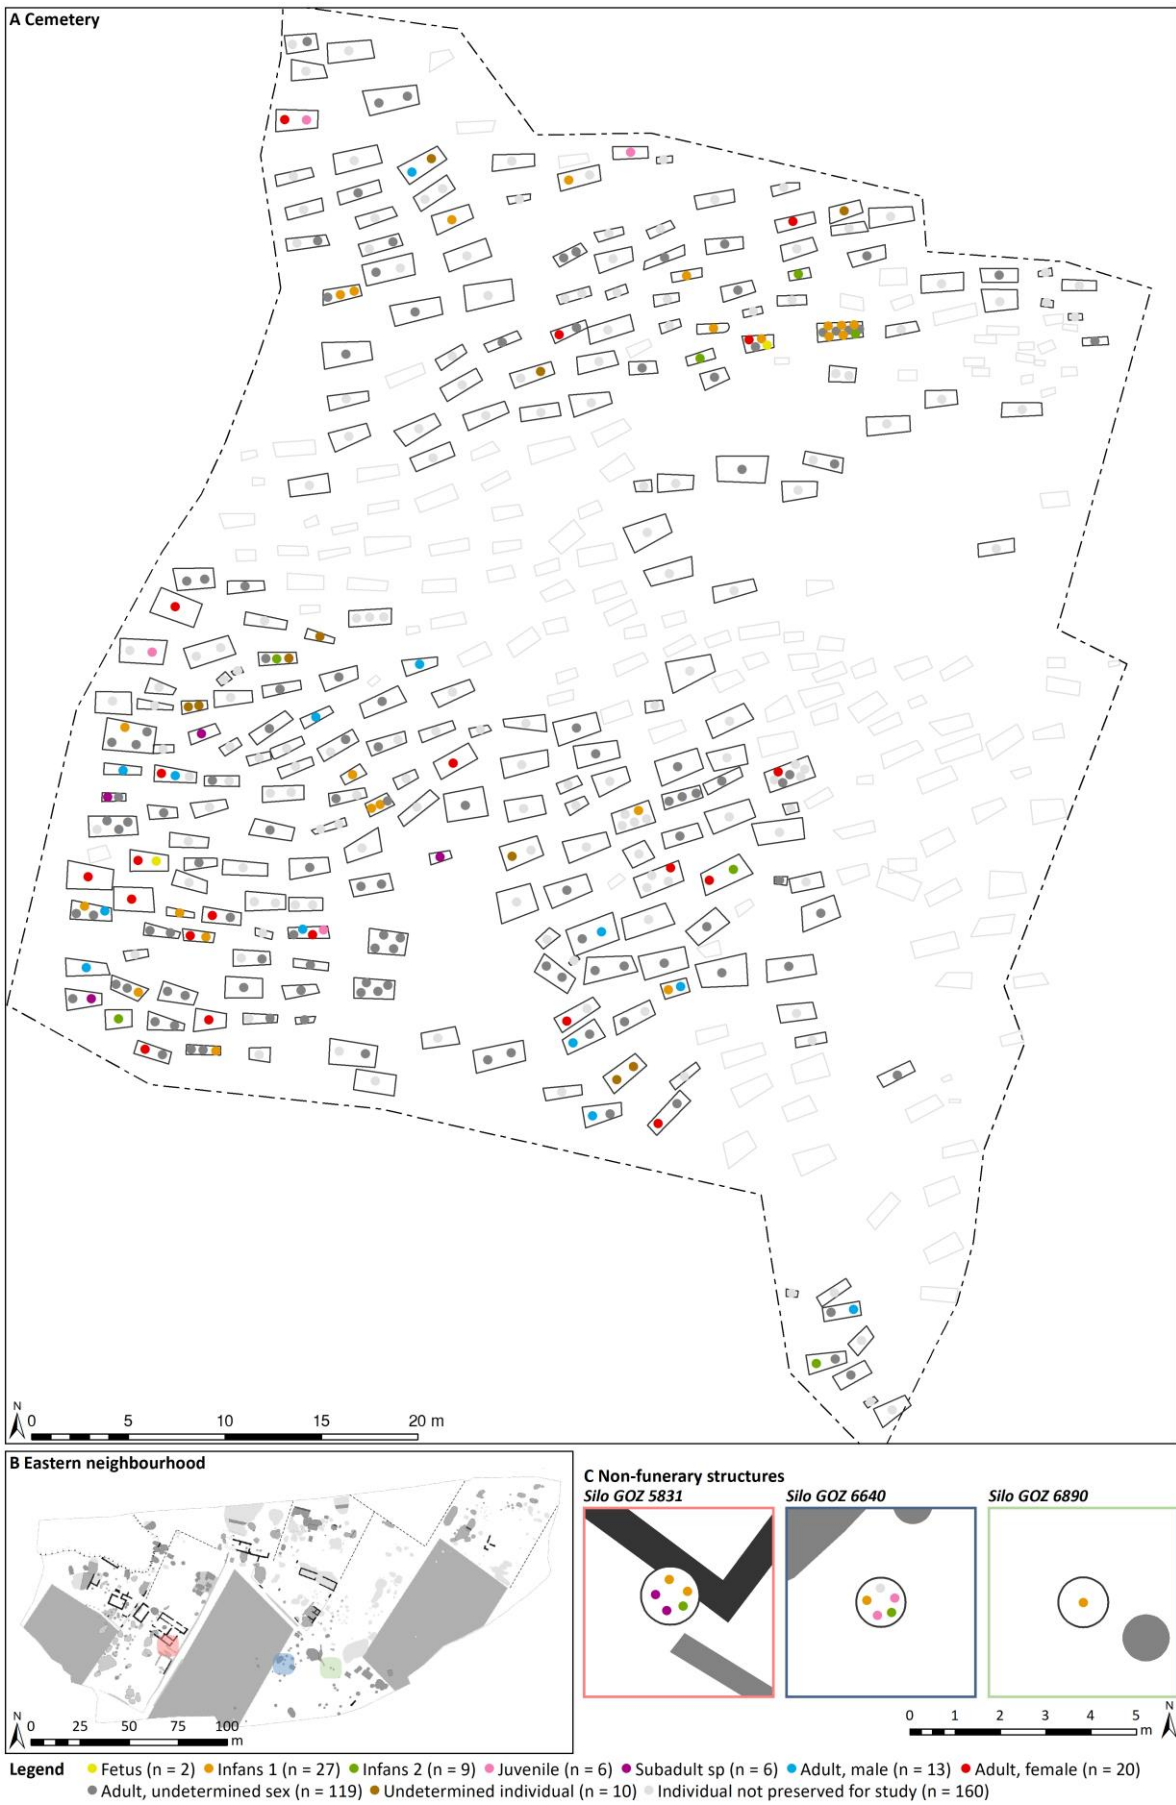 A Cemetery
N
0 5 10 15 20 m
B Eastern neighbourhood
N
0 25 50 75 100
m
C Non-funerary structures
Silo GOZ 5831 Silo GOZ 6640 Silo GOZ 6890
0 1 2 3 4 5
m
N
Legend Fetus (n = 2) Infans 1 (n = 27) Infans 2 (n = 9) Juvenile (n = 6) Subadult sp (n = 6) Adult, male (n = 13) Adult, female (n = 20)
Adult, undetermined sex (n = 119) Undetermined individual (n = 10) Individual not preserved for study (n = 160)